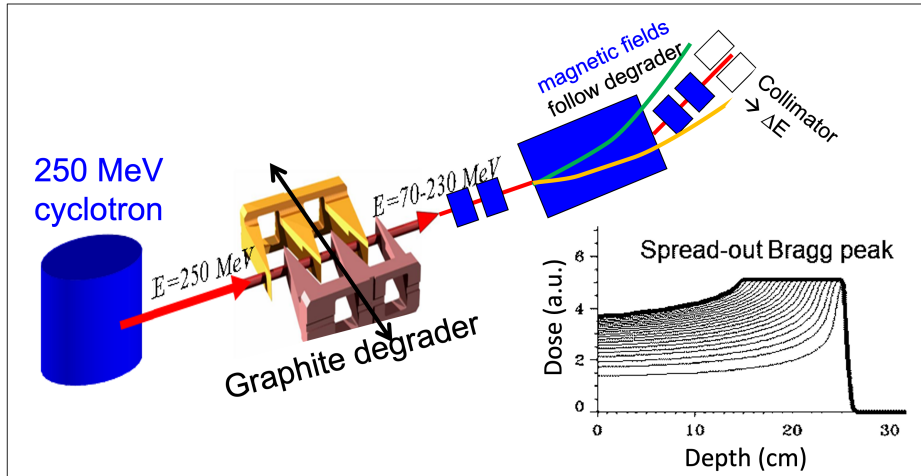 250 MeV
cyclotron
E=250 MeV
Graphite degrader
E=70-230 MeV
magnetic fields
follow degrader
Collimator
→ ΔE
Spread-out Bragg peak
Dose (a.u.)
6
4
2
0
0 10 20 30
Depth (cm)